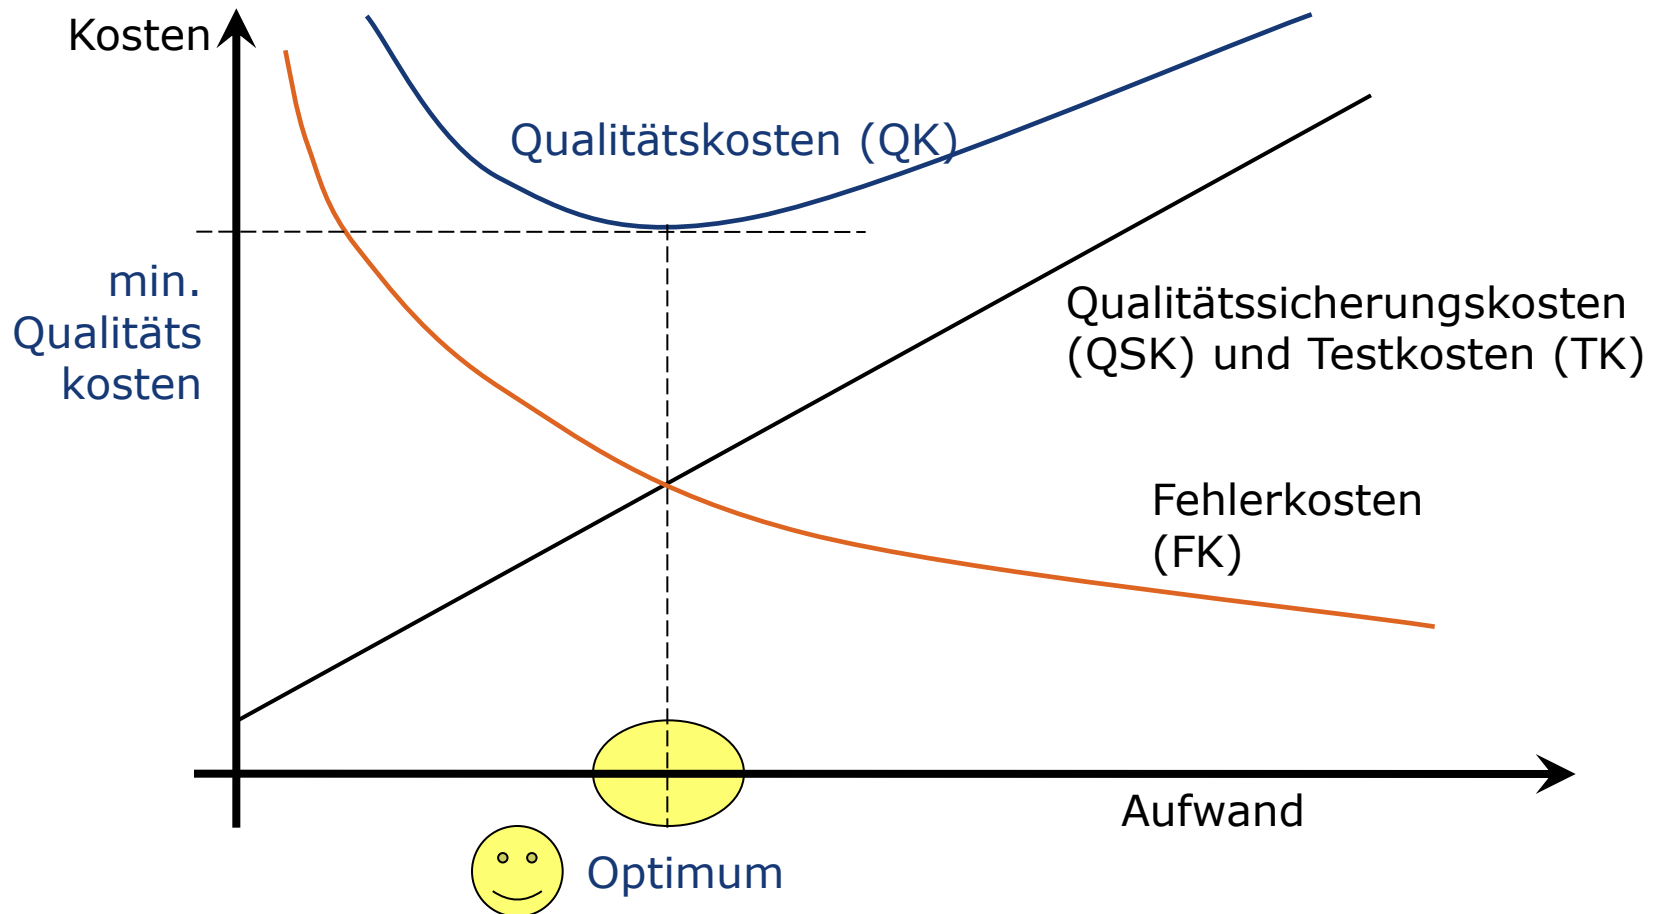 Kosten
Qualitätskosten (QK)
min.
Qualitäts
kosten
Qualitätssicherungskosten
(QSK) und Testkosten (TK)
Fehlerkosten
(FK)
Aufwand
Optimum